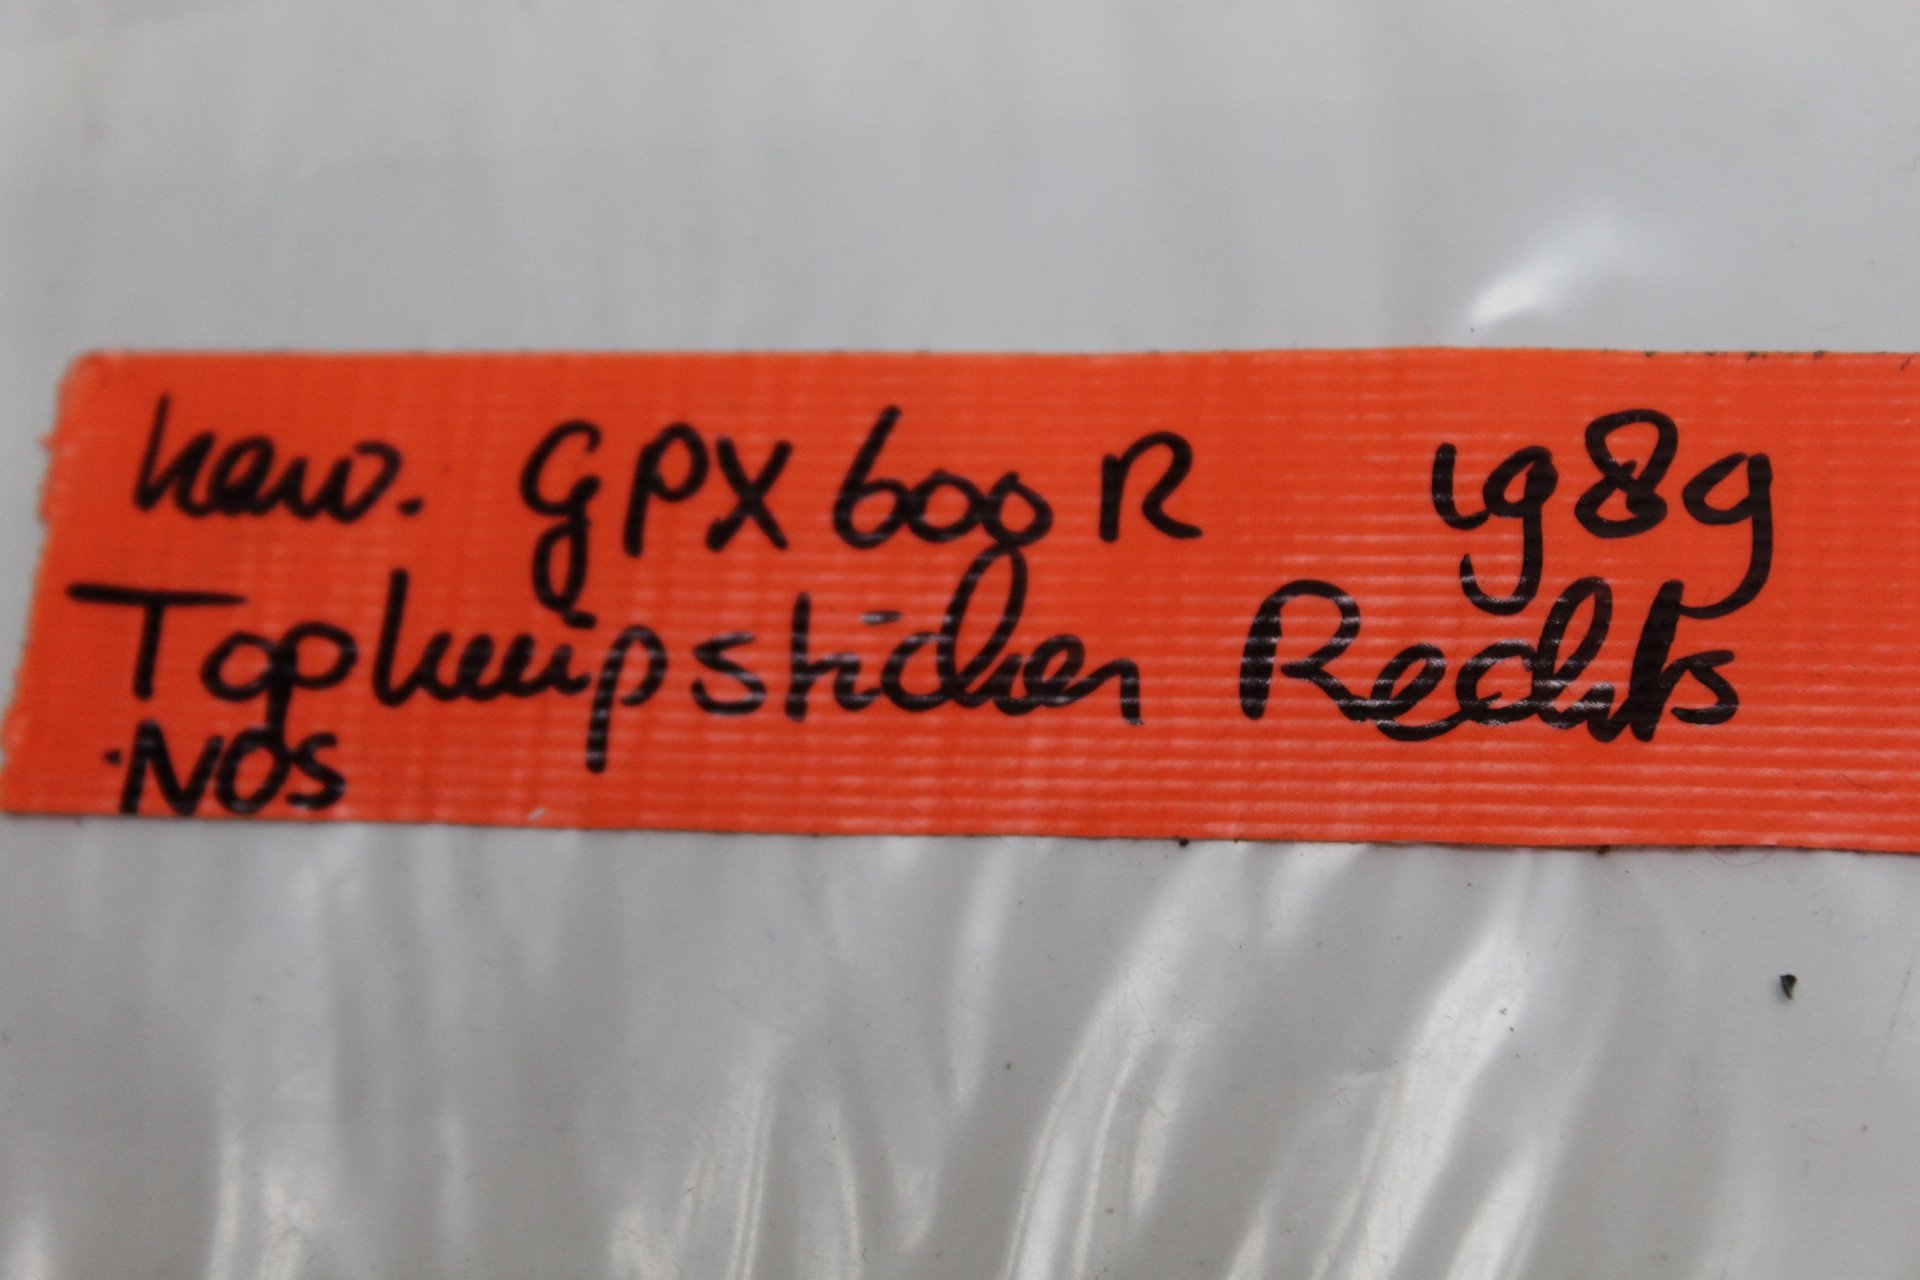 Kaw. GPX 600 R 1989
Topkuipsticker Rechts
NOS